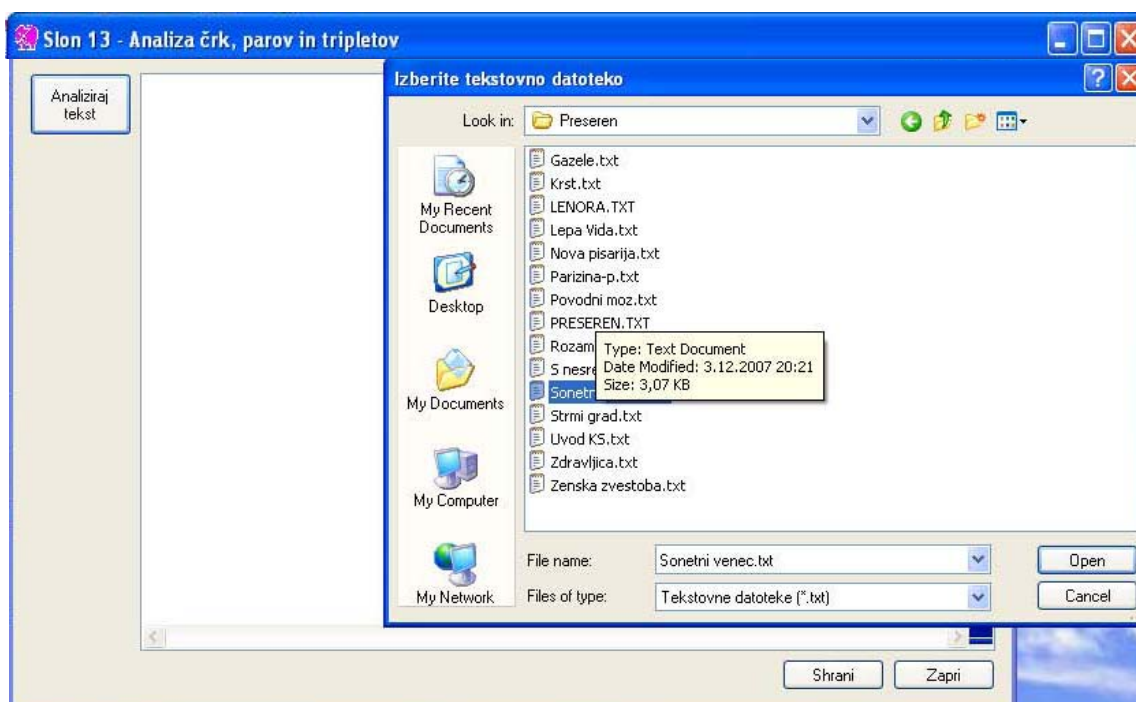 Slon 13 - Analiza črk, parov in tripletov
Analiziraj
tekst
Izberite tekstovno datoteko
Look in:
Preseren
My Recent
Documents
Desktop
My Documents
My Computer
My Network
Gazele.txt
Krst.txt
LENORA.TXT
Lepa Vida.txt
Nova pisarija.txt
Parizina-p.txt
Povodni moz.txt
PRESEREN.TXT
Rozam
S nesre
Sonetn
Strmi grad.txt
Uvod KS.txt
Zdravljica.txt
Zenska zvestoba.txt
Type: Text Document
Date Modified: 3.12.2007 20:21
Size: 3,07 KB
File name:
Sonetni venec.txt
Open
Files of type:
Tekstovne datoteke (*.txt)
Cancel
Shrani
Zapri